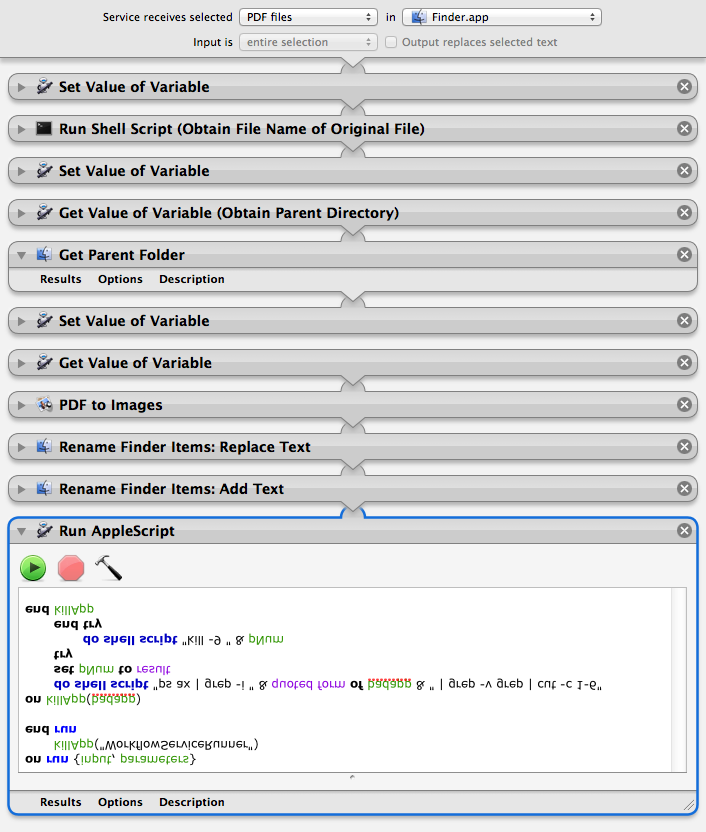 Service receives selected PDF files in Finder.app
Input is entire selection Output replaces selected text
Set Value of Variable
Run Shell Script (Obtain File Name of Original File)
Set Value of Variable
Get Value of Variable (Obtain Parent Directory)
Get Parent Folder
Results Options Description
Set Value of Variable
Get Value of Variable
PDF to Images
Rename Finder Items: Replace Text
Rename Finder Items: Add Text
Run AppleScript
on run {input, parameters}
killApp("WorkflowServiceRunner")
end run
on killApp(badapp)
do shell script "ps ax | grep -i " & quoted form of badapp & " | grep -v grep | cut -c 1-6"
set pNum to result
try
do shell script "kill -9 " & pNum
end try
end killApp
Results Options Description